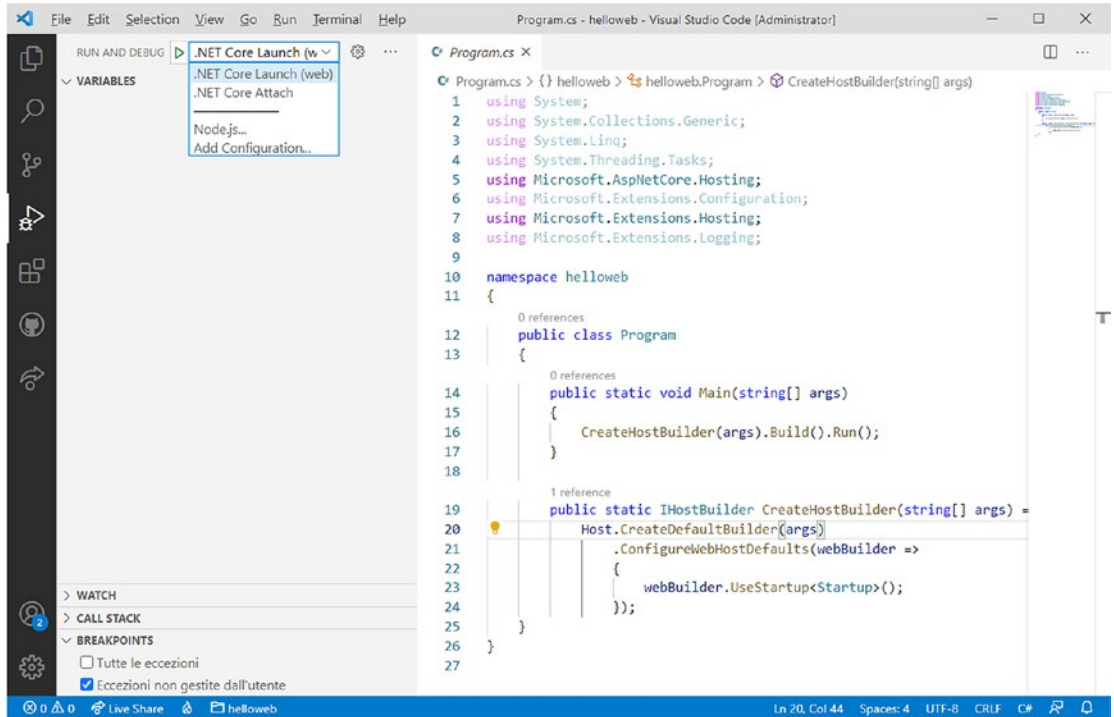 File Edit Selection View Go Run Terminal Help Program.cs - helloweb - Visual Studio Code [Administrator]
RUN AND DEBUG .NET Core Launch (w
.NET Core Launch (web)
.NET Core Attach
Node.js...
Add Configuration...
VARIABLES
WATCH
CALL STACK
BREAKPOINTS
Tutte le eccezioni
Eccezioni non gestite dall'utente
2
Program.cs
Program.cs > {} helloweb > helloweb.Program > CreateHostBuilder(string[] args)
1 using System;
2 using System.Collections.Generic;
3 using System.Linq;
4 using System.Threading.Tasks;
5 using Microsoft.AspNetCore.Hosting;
6 using Microsoft.Extensions.Configuration;
7 using Microsoft.Extensions.Hosting;
8 using Microsoft.Extensions.Logging;
9
10 namespace helloweb
11 {
0 references
12 public class Program
13 {
0 references
14 public static void Main(string[] args)
15 {
16 CreateHostBuilder(args).Build().Run();
17 }
18
1 reference
19 public static IHostBuilder CreateHostBuilder(string[] args) =
20 Host.CreateDefaultBuilder(args)
21 .ConfigureWebHostDefaults(webBuilder =>
22 {
23 webBuilder.UseStartup<Startup>();
24 });
25 }
26 }
27
0 0 Live Share helloweb Ln 20, Col 44 Spaces: 4 UTF-8 CRLF C#